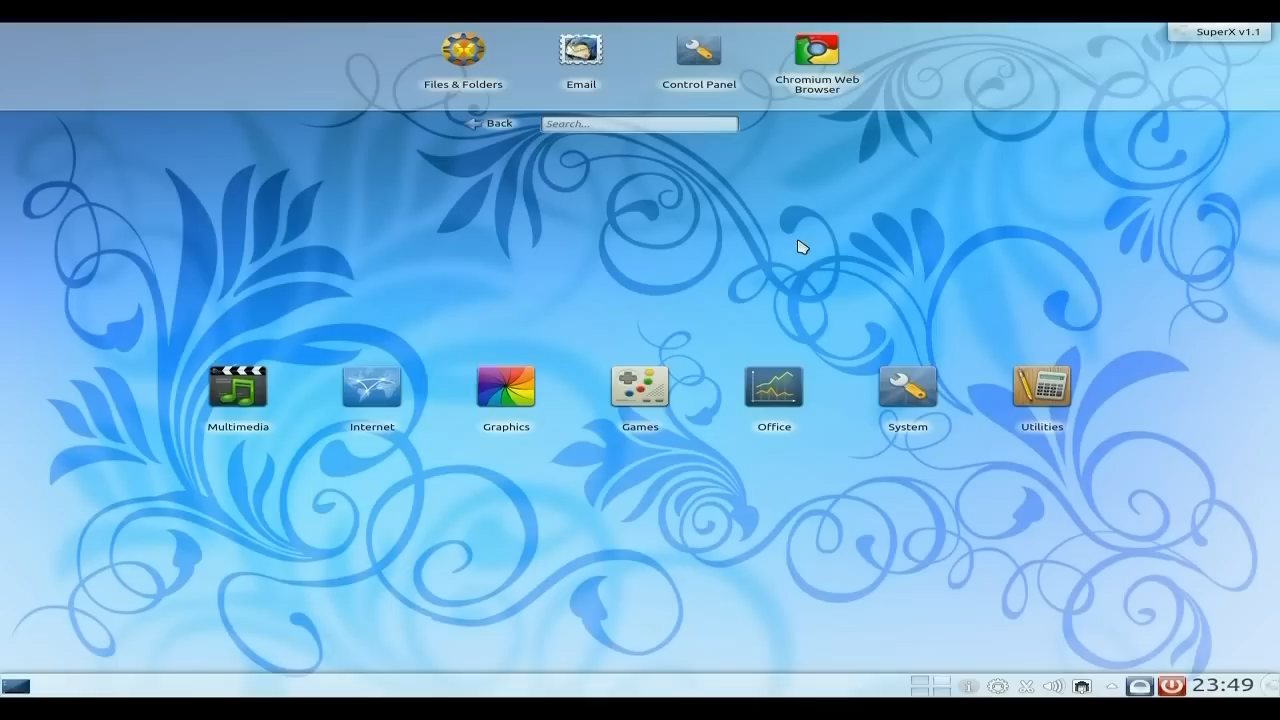 SuperX v1.1
Files & Folders
Email
Control Panel
Chromium Web
Browser
Back
Search...
Multimedia
Internet
Graphics
Games
Office
System
Utilities
23:49